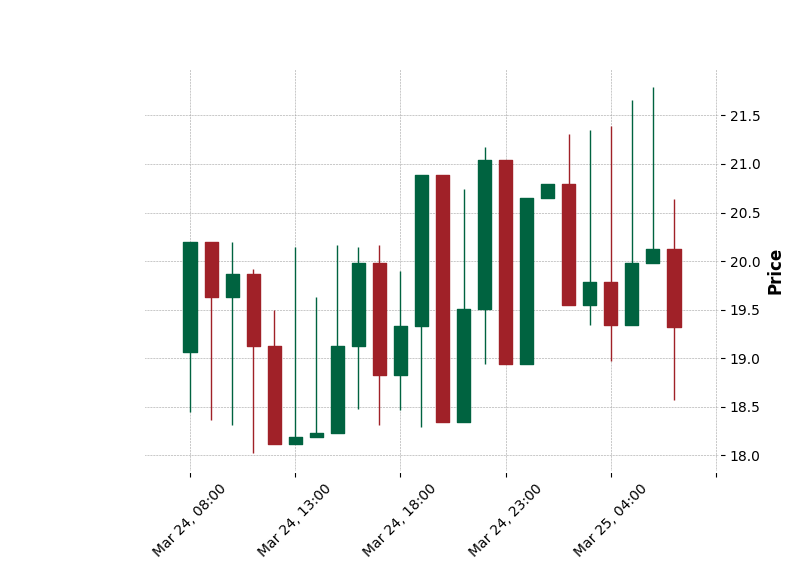 21.5
21.0
20.5
20.0
19.5
19.0
18.5
18.0
Price
Mar 24, 08:00
Mar 24, 13:00
Mar 24, 18:00
Mar 24, 23:00
Mar 25, 04:00